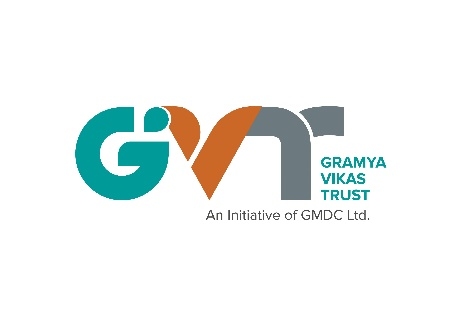 GVT
GRAMYA
VIKAS
TRUST
An Initiative of GMDC Ltd.